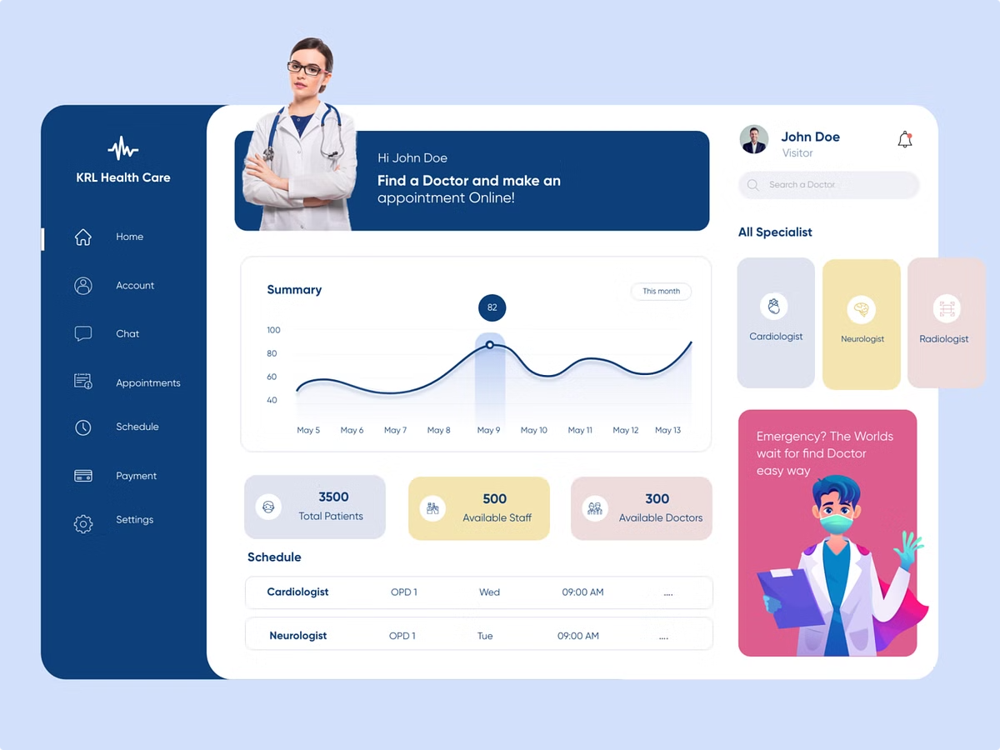 KRL Health Care
Home
Account
Chat
Appointments
Schedule
Payment
Settings
Hi John Doe
Find a Doctor and make an
appointment Online!
Summary
This month
82
100
80
60
40
May 5 May 6 May 7 May 8 May 9 May 10 May 11 May 12 May 13
3500
Total Patients
500
Available Staff
300
Available Doctors
Schedule
Cardiologist OPD 1 Wed 09:00 AM ....
Neurologist OPD 1 Tue 09:00 AM ....
John Doe
Visitor
Search a Doctor
All Specialist
Cardiologist
Neurologist
Radiologist
Emergency? The Worlds
wait for find Doctor
easy way